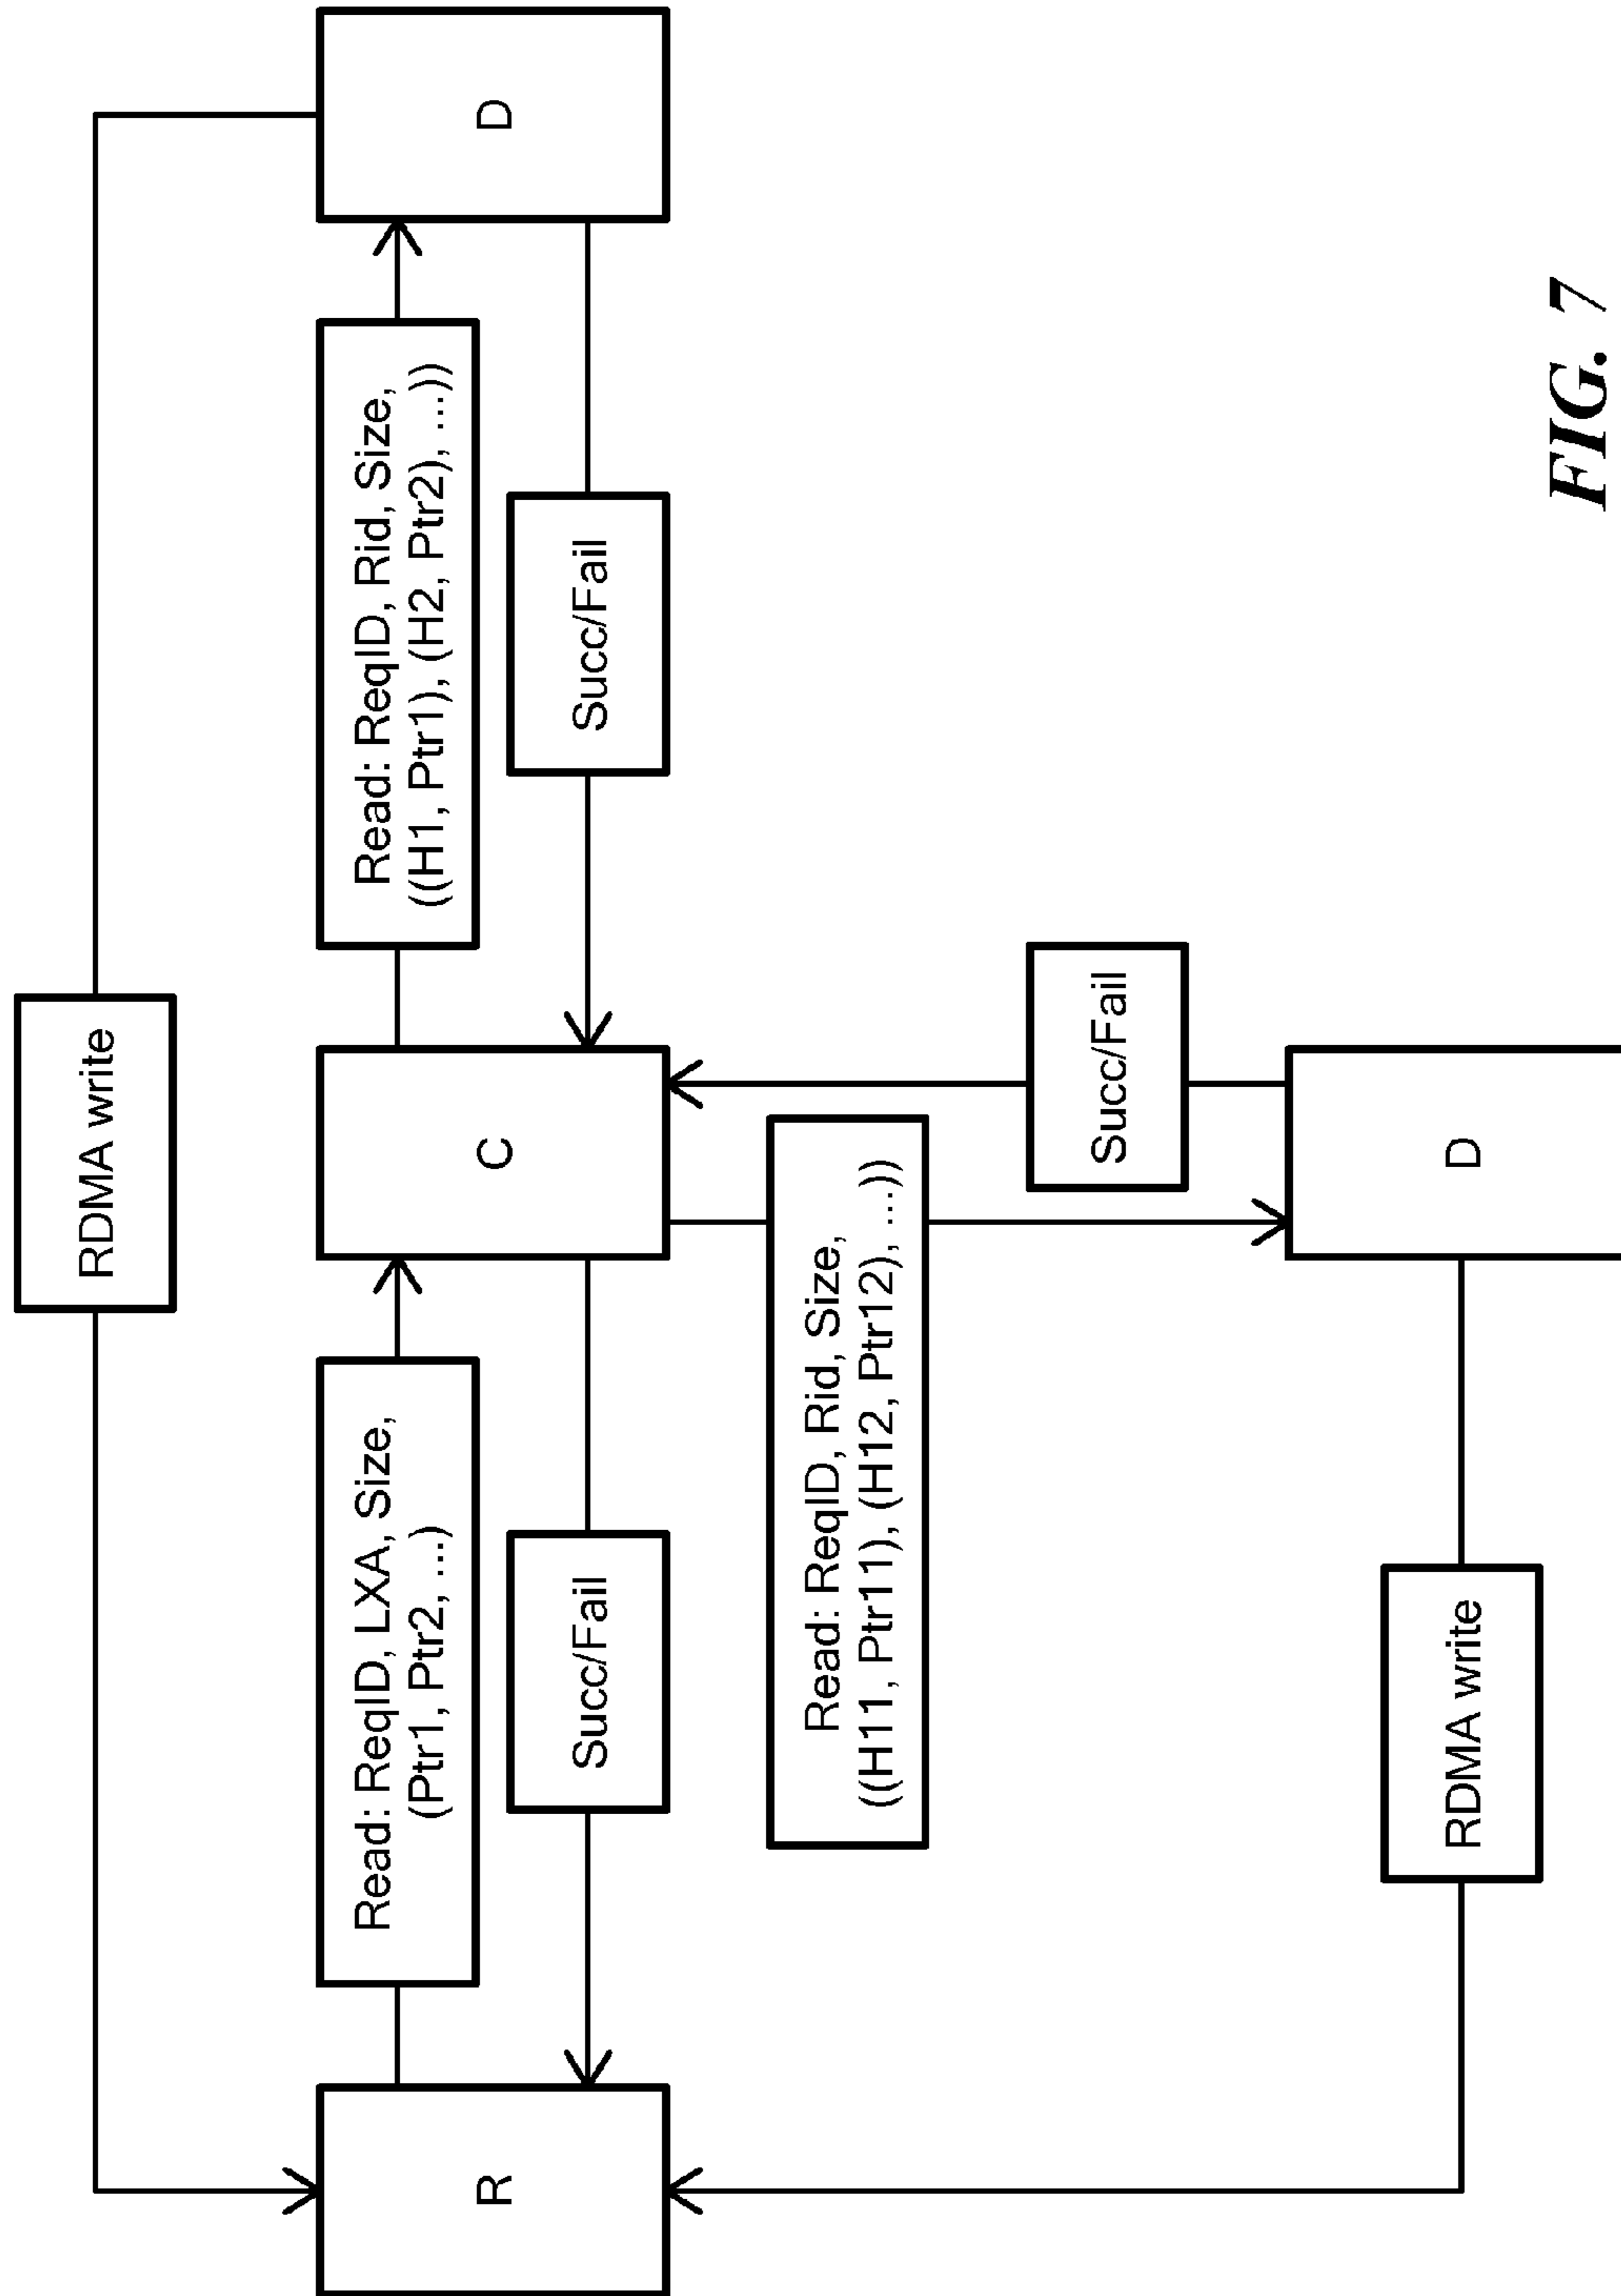 RDMA write
R
Read: ReqID, LXA, Size,
(Ptr1, Ptr2, …)
C
Read: ReqID, Rid, Size,
((H1, Ptr1), (H2, Ptr2), …))
D
Succ/Fail
Succ/Fail
Read: ReqID, Rid, Size,
((H11, Ptr11), (H12, Ptr12), …))
Succ/Fail
RDMA write
D
FIG. 7